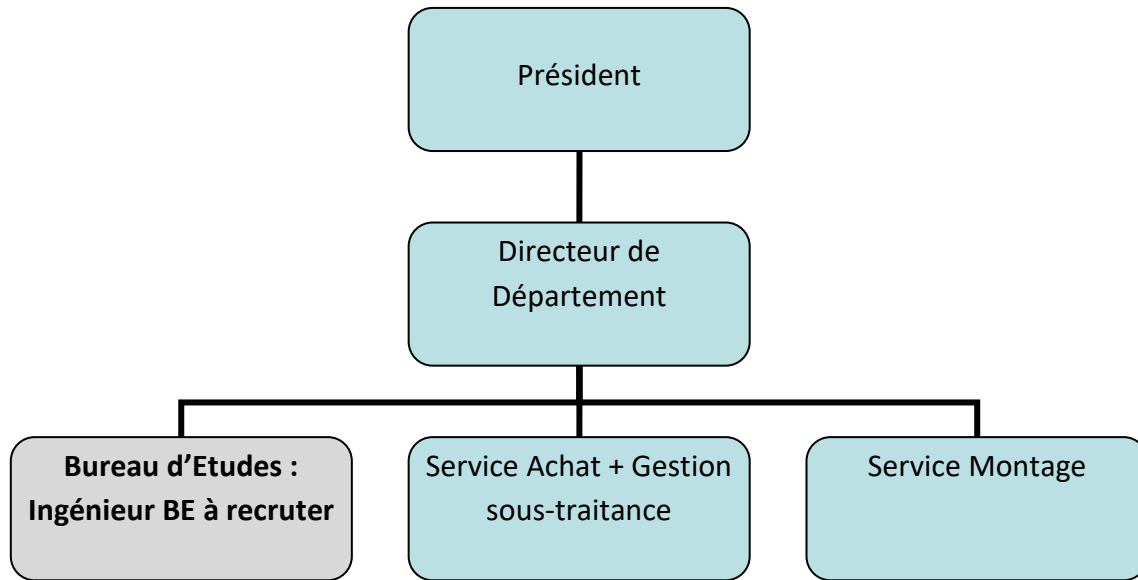 Président
Directeur de
Département
Bureau d’Etudes :
Ingénieur BE à recruter
Service Achat + Gestion
sous-traitance
Service Montage